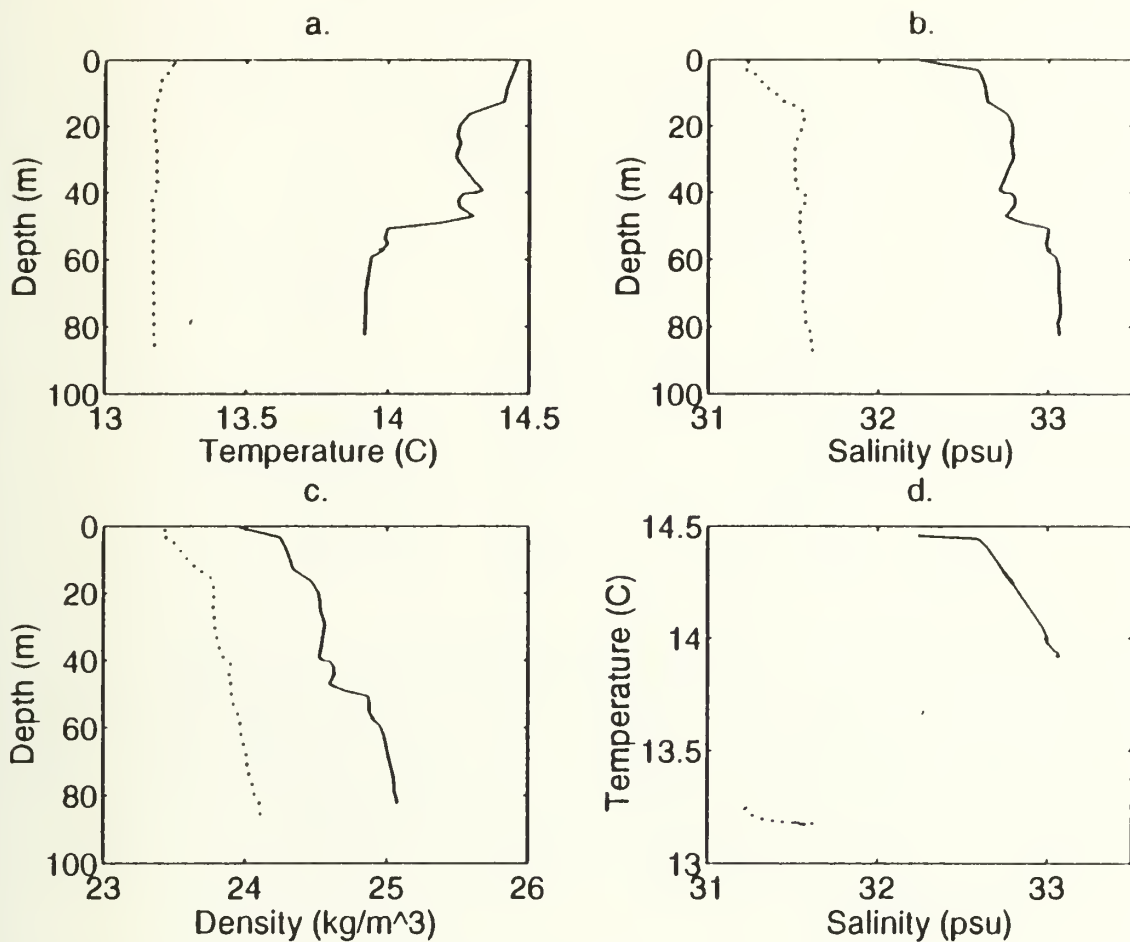 a.
0
20
40
60
80
100
Depth (m)
13 13.5 14 14.5
Temperature (C)
b.
0
20
40
60
80
100
Depth (m)
31 32 33
Salinity (psu)
c.
0
20
40
60
80
100
Depth (m)
23 24 25 26
Density (kg/m^3)
d.
14.5
14
13.5
13
Temperature (C)
31 32 33
Salinity (psu)